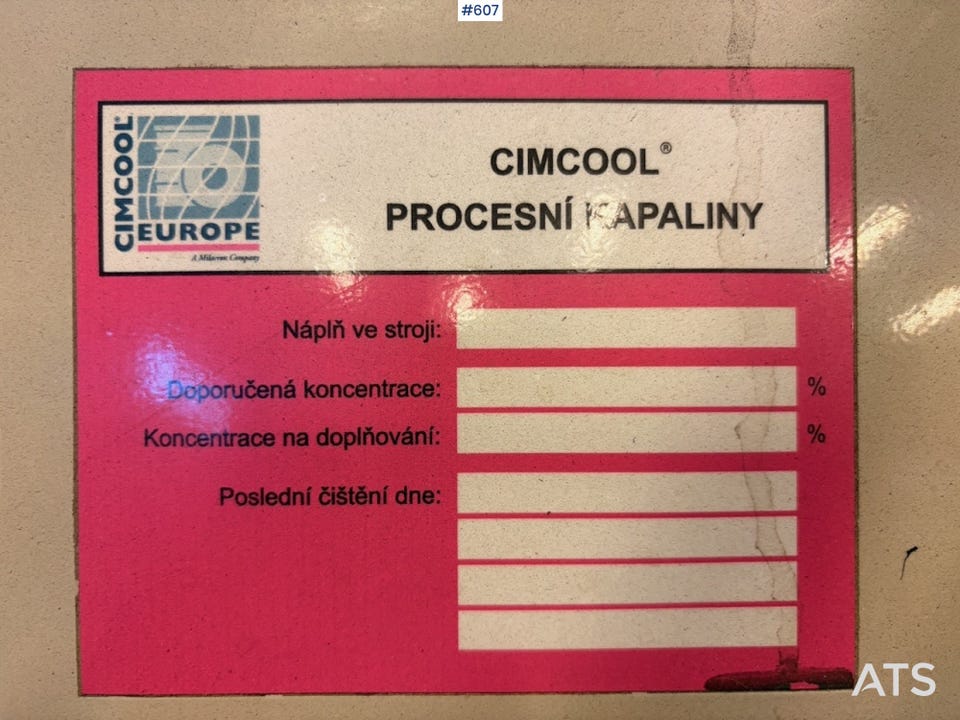 #607
CIMCOOL®
EUROPE
A Milacron Company
CIMCOOL®
PROCESNÍ KAPALINY
Náplň ve stroji:
Doporučená koncentrace: %
Koncentrace na doplňování: %
Poslední čištění dne:
ATS